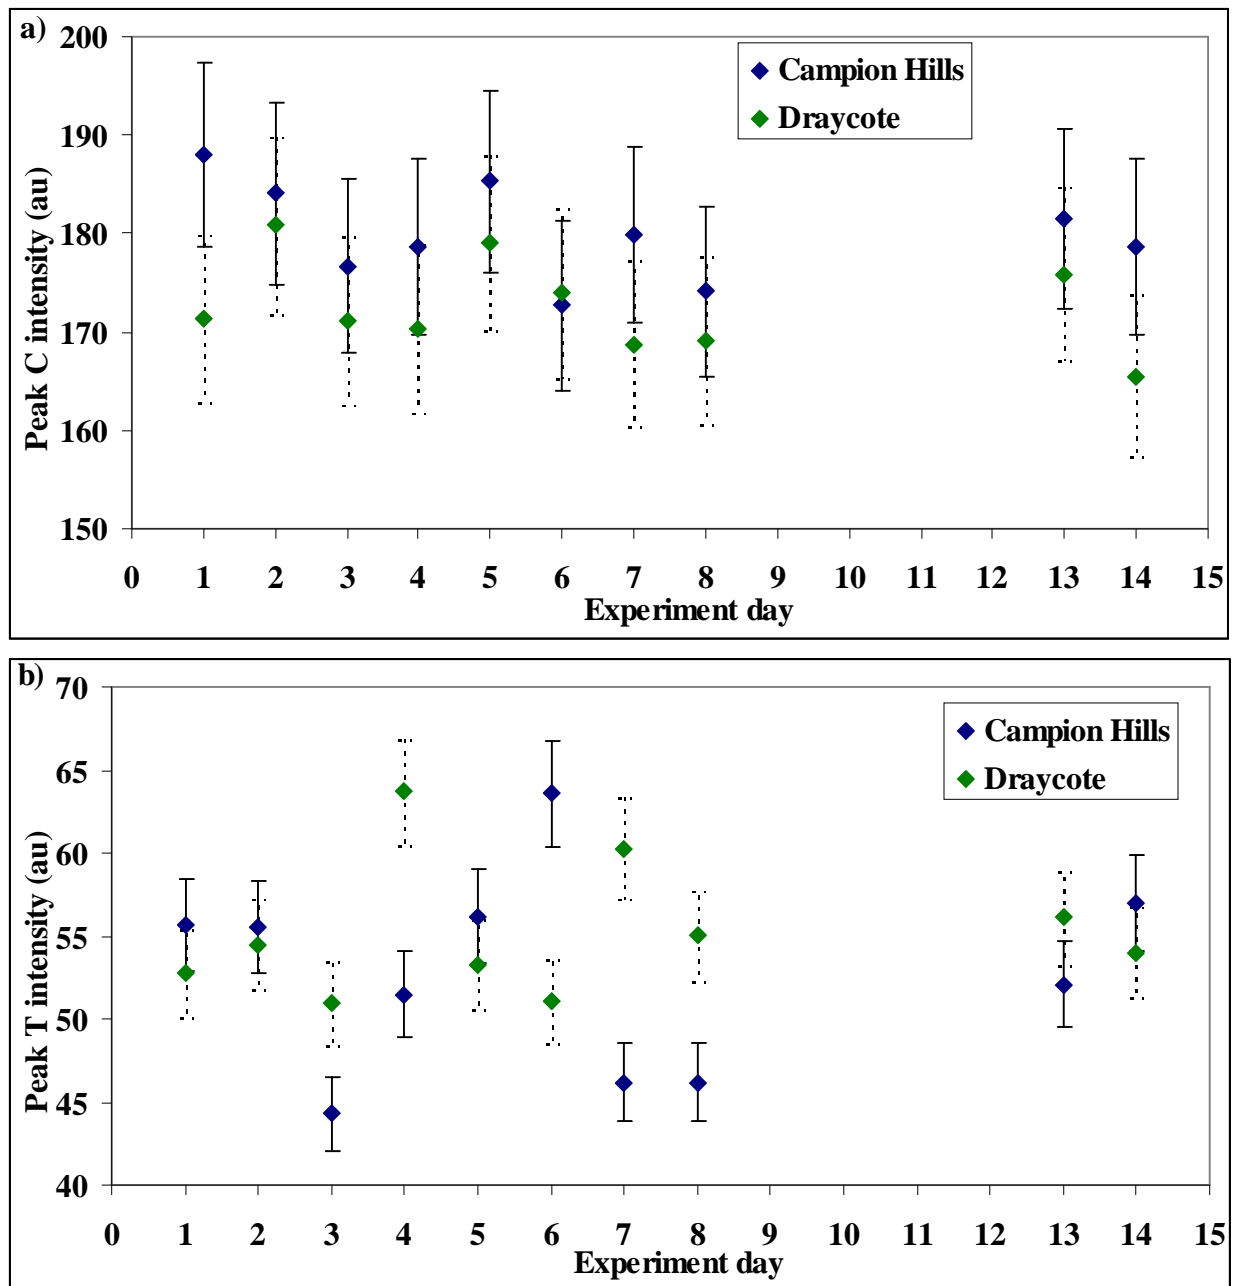 a)
Campion Hills
Draycote
Peak C intensity (au)
200
190
180
170
160
150
0 1 2 3 4 5 6 7 8 9 10 11 12 13 14 15
Experiment day
b)
Campion Hills
Draycote
Peak T intensity (au)
70
65
60
55
50
45
40
0 1 2 3 4 5 6 7 8 9 10 11 12 13 14 15
Experiment day